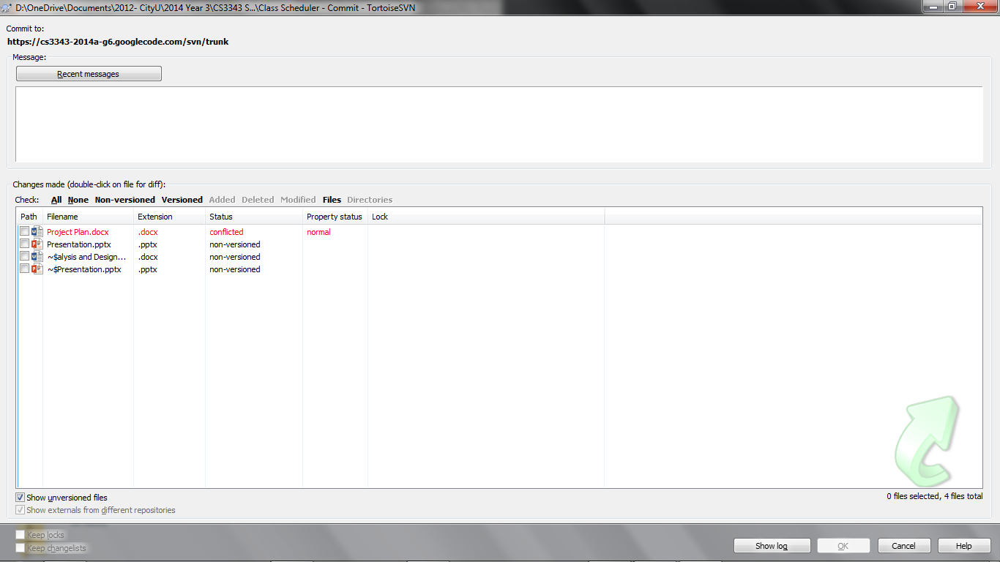 D:\OneDrive\Documents\2012- CityU\2014 Year 3\CS3343 S...\Class Scheduler - Commit - TortoiseSVN
Commit to:
https://cs3343-2014a-g6.googlecode.com/svn/trunk
Message:
Recent messages
Changes made (double-click on file for diff):
Check: All None Non-versioned Versioned Added Deleted Modified Files Directories
Path Filename Extension Status Property status Lock
Project Plan.docx .docx conflicted normal
Presentation.pptx .pptx non-versioned
~$alysis and Design... .docx non-versioned
~$Presentation.pptx .pptx non-versioned
Show unversioned files
0 files selected, 4 files total
Show externals from different repositories
Keep locks
Keep changelists
Show log OK Cancel Help